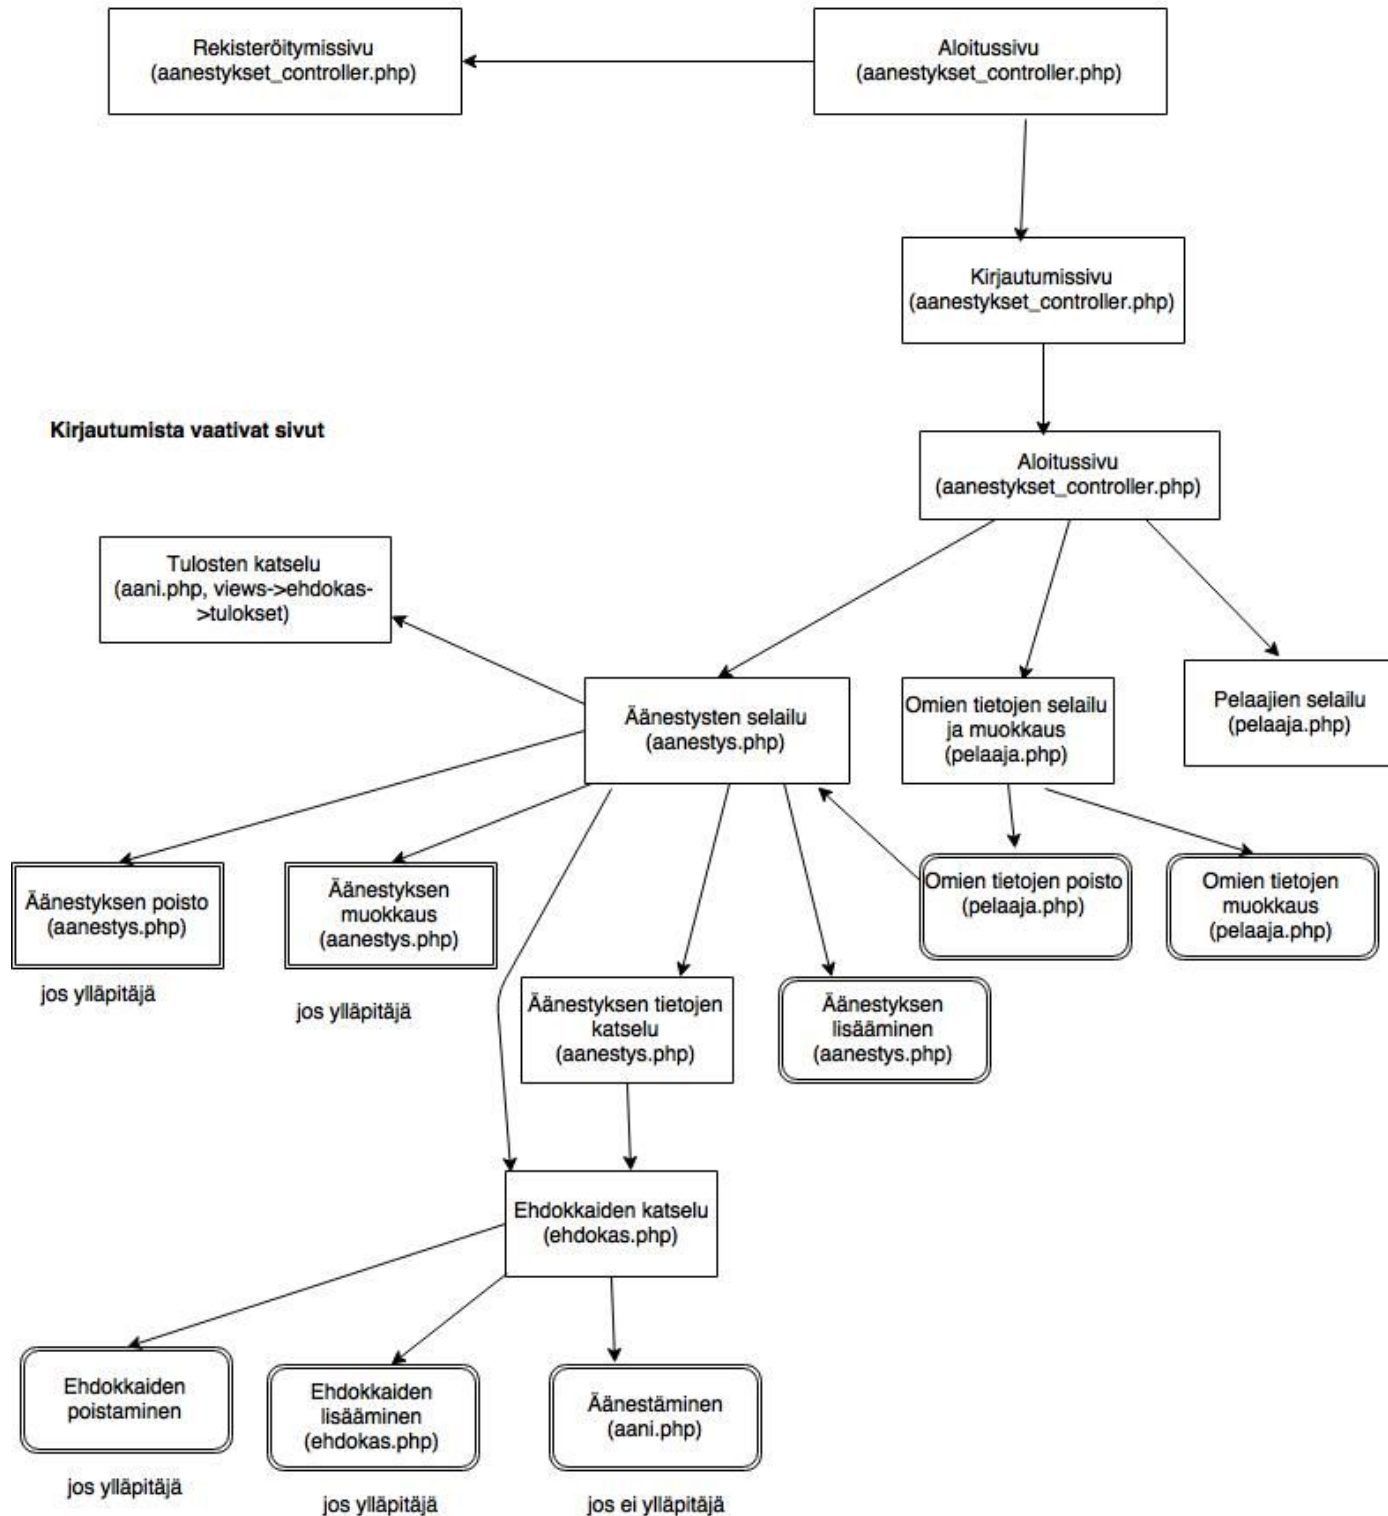 Rekisteröitymissivu
(aanestykset_controller.php)
Aloitussivu
(aanestykset_controller.php)
Kirjautumissivu
(aanestykset_controller.php)
Kirjautumista vaativat sivut
Aloitussivu
(aanestykset_controller.php)
Tulosten katselu
(aani.php, views->ehdokas-
>tulokset)
Äänestysten selailu
(aanestys.php)
Omien tietojen selailu
ja muokkaus
(pelaaja.php)
Pelaajien selailu
(pelaaja.php)
Äänestyksen poisto
(aanestys.php)
jos ylläpitäjä
Äänestyksen
muokkaus
(aanestys.php)
jos ylläpitäjä
Omien tietojen poisto
(pelaaja.php)
Omien tietojen
muokkaus
(pelaaja.php)
Äänestyksen tietojen
katselu
(aanestys.php)
Äänestyksen
lisääminen
(aanestys.php)
Ehdokkaiden katselu
(ehdokas.php)
Ehdokkaiden
poistaminen
jos ylläpitäjä
Ehdokkaiden
lisääminen
(ehdokas.php)
jos ylläpitäjä
Äänestäminen
(aani.php)
jos ei ylläpitäjä